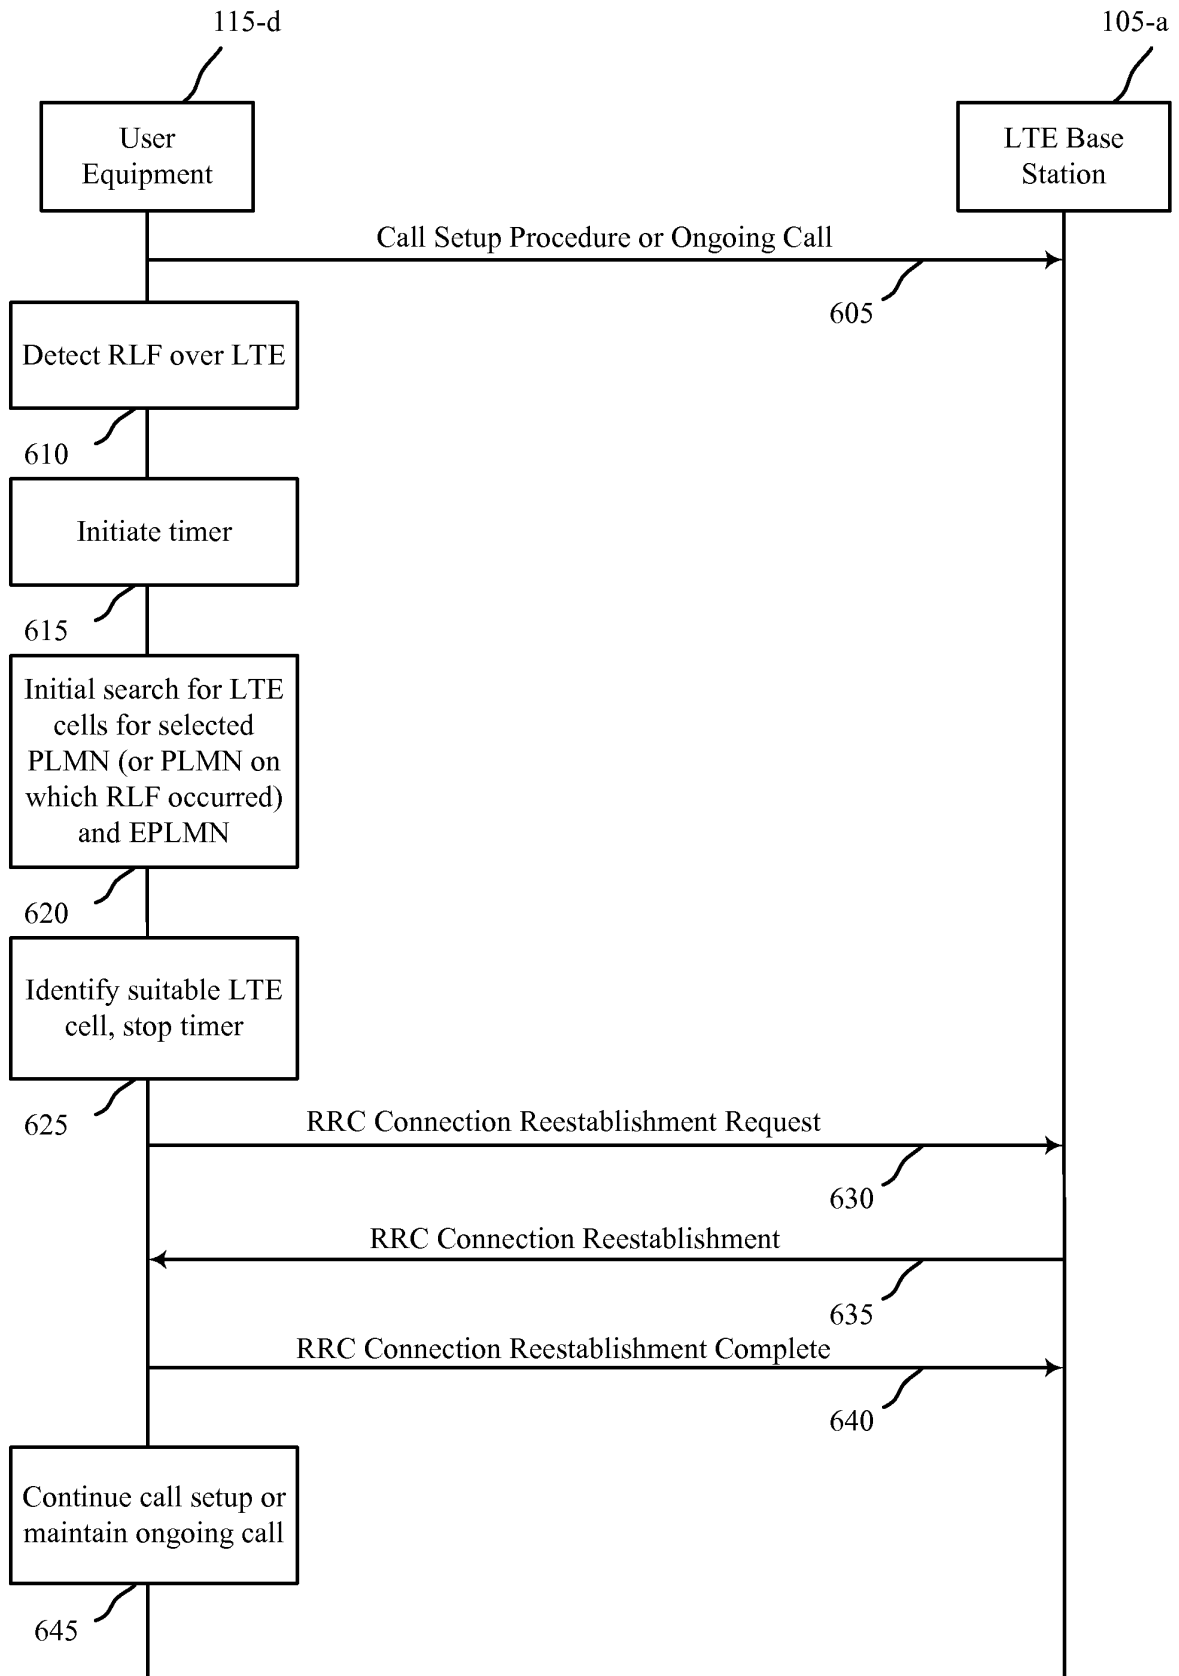 115-d
105-a
User
Equipment
LTE Base
Station
Call Setup Procedure or Ongoing Call
605
Detect RLF over LTE
610
Initiate timer
615
Initial search for LTE
cells for selected
PLMN (or PLMN on
which RLF occurred)
and EPLMN
620
Identify suitable LTE
cell, stop timer
625
RRC Connection Reestablishment Request
630
RRC Connection Reestablishment
635
RRC Connection Reestablishment Complete
640
Continue call setup or
maintain ongoing call
645